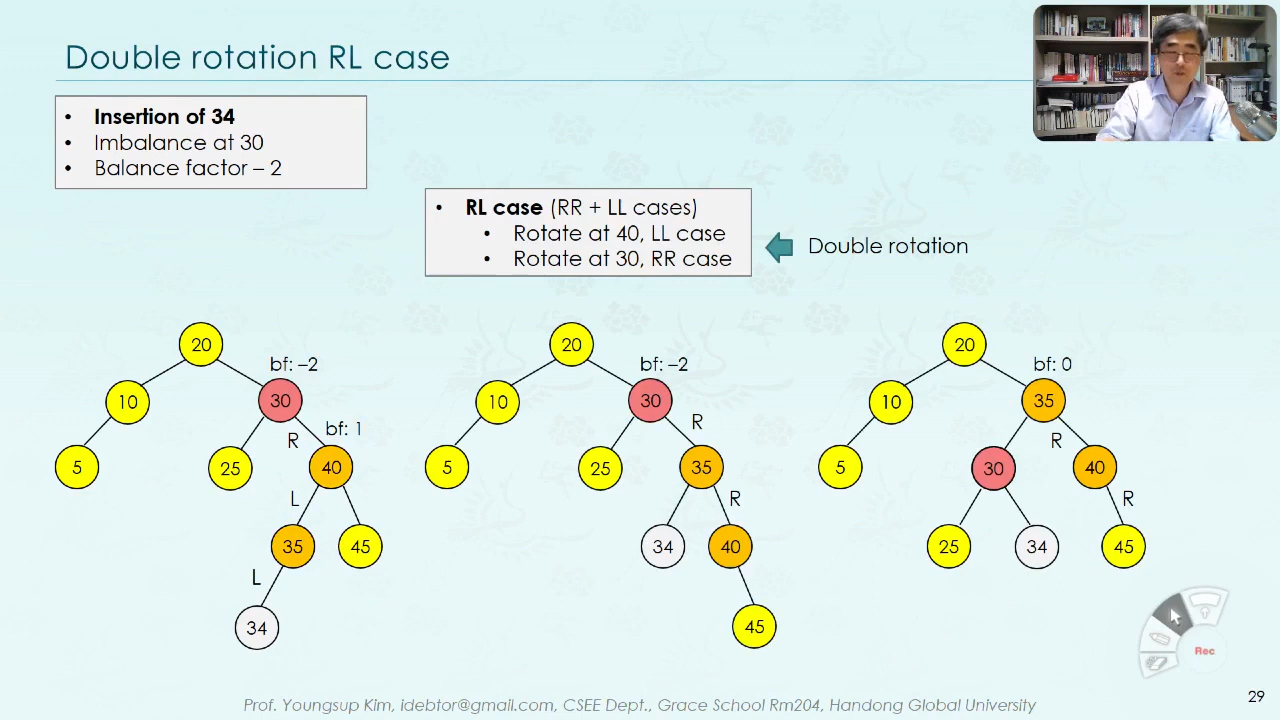 Double rotation RL case
• Insertion of 34
• Imbalance at 30
• Balance factor – 2
• RL case (RR + LL cases)
• Rotate at 40, LL case
• Rotate at 30, RR case
Double rotation
20
bf: –2
10
30
R
bf: 1
5
25
40
L
35
45
L
34
20
bf: –2
10
30
R
5
25
35
R
34
40
45
20
bf: 0
10
35
R
5
30
40
R
25
34
45
Rec
Prof. Youngsup Kim, idebtor@gmail.com, CSEE Dept., Grace School Rm204, Handong Global University
29